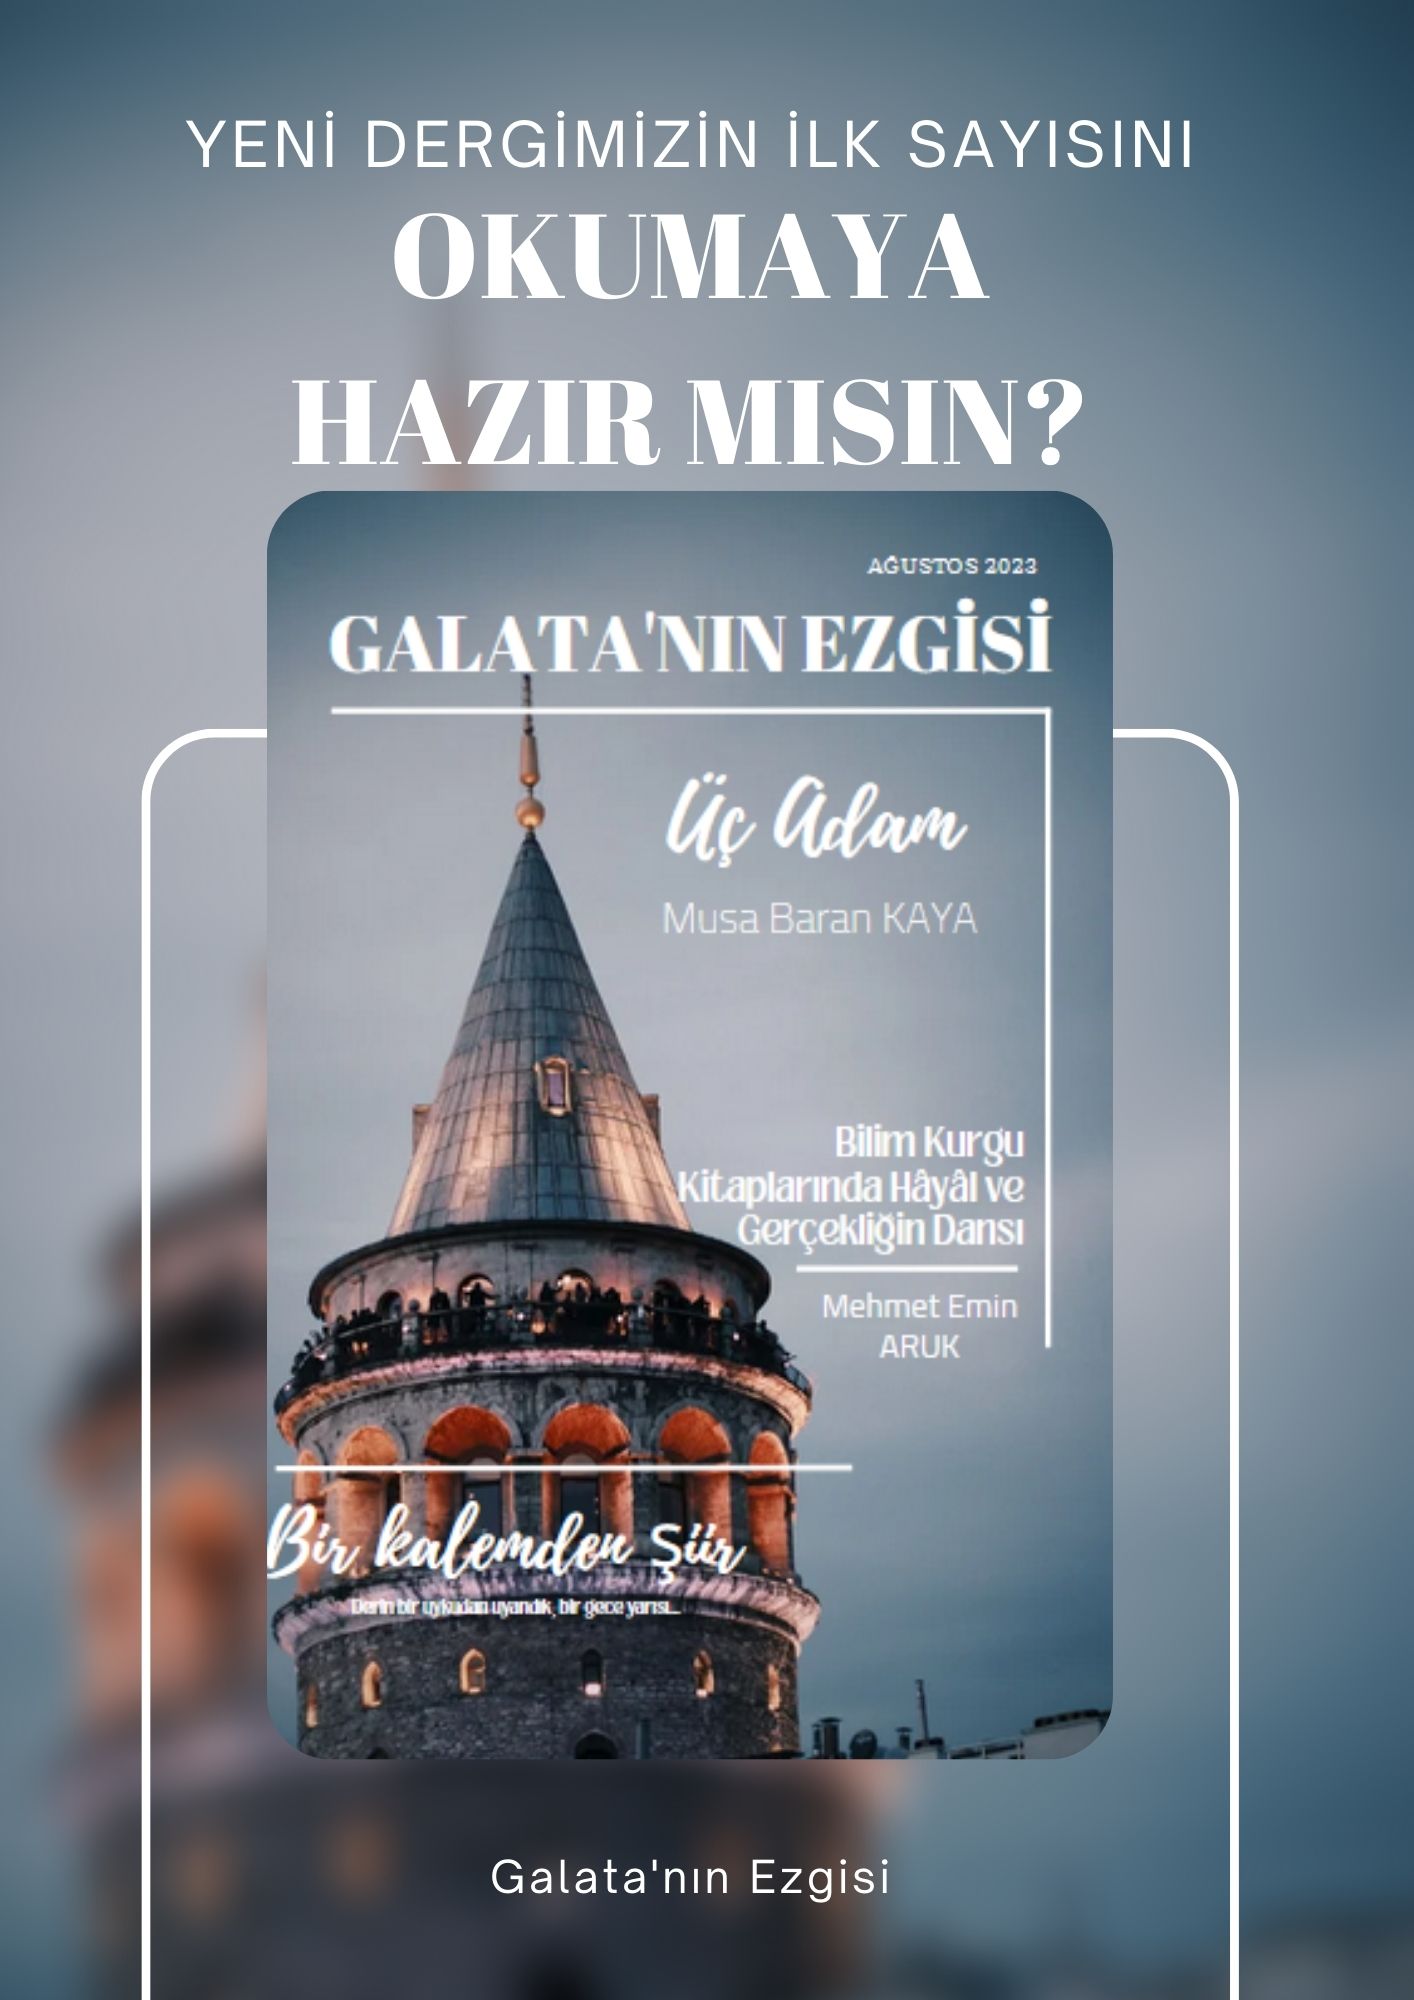 YENİ DERGİMİZİN İLK SAYISINI
OKUMAYA
HAZIR MISIN?
AĞUSTOS 2023
GALATA'NIN EZGİSİ
Üç Adam
Musa Baran KAYA
Bilim Kurgu
Kitaplarında Hâyâl ve
Gerçekliğin Dansı
Mehmet Emin
ARUK
Bir kalemden Şiir
Derin bir uykudan uyandık, bir gece yarısı...
Galata'nın Ezgisi